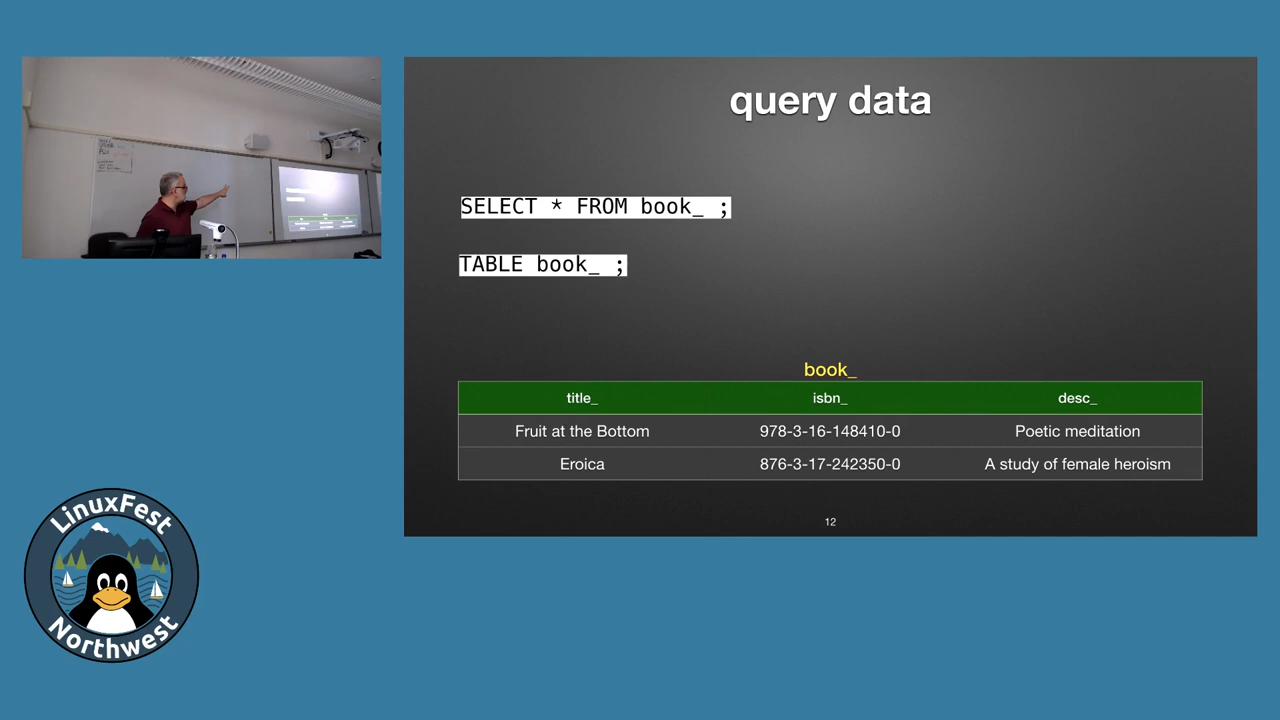 query data
SELECT * FROM book_ ;
TABLE book_ ;
book_
title_ isbn_ desc_
Fruit at the Bottom 978-3-16-148410-0 Poetic meditation
Eroica 876-3-17-242350-0 A study of female heroism
12
LinuxFest
Northwest